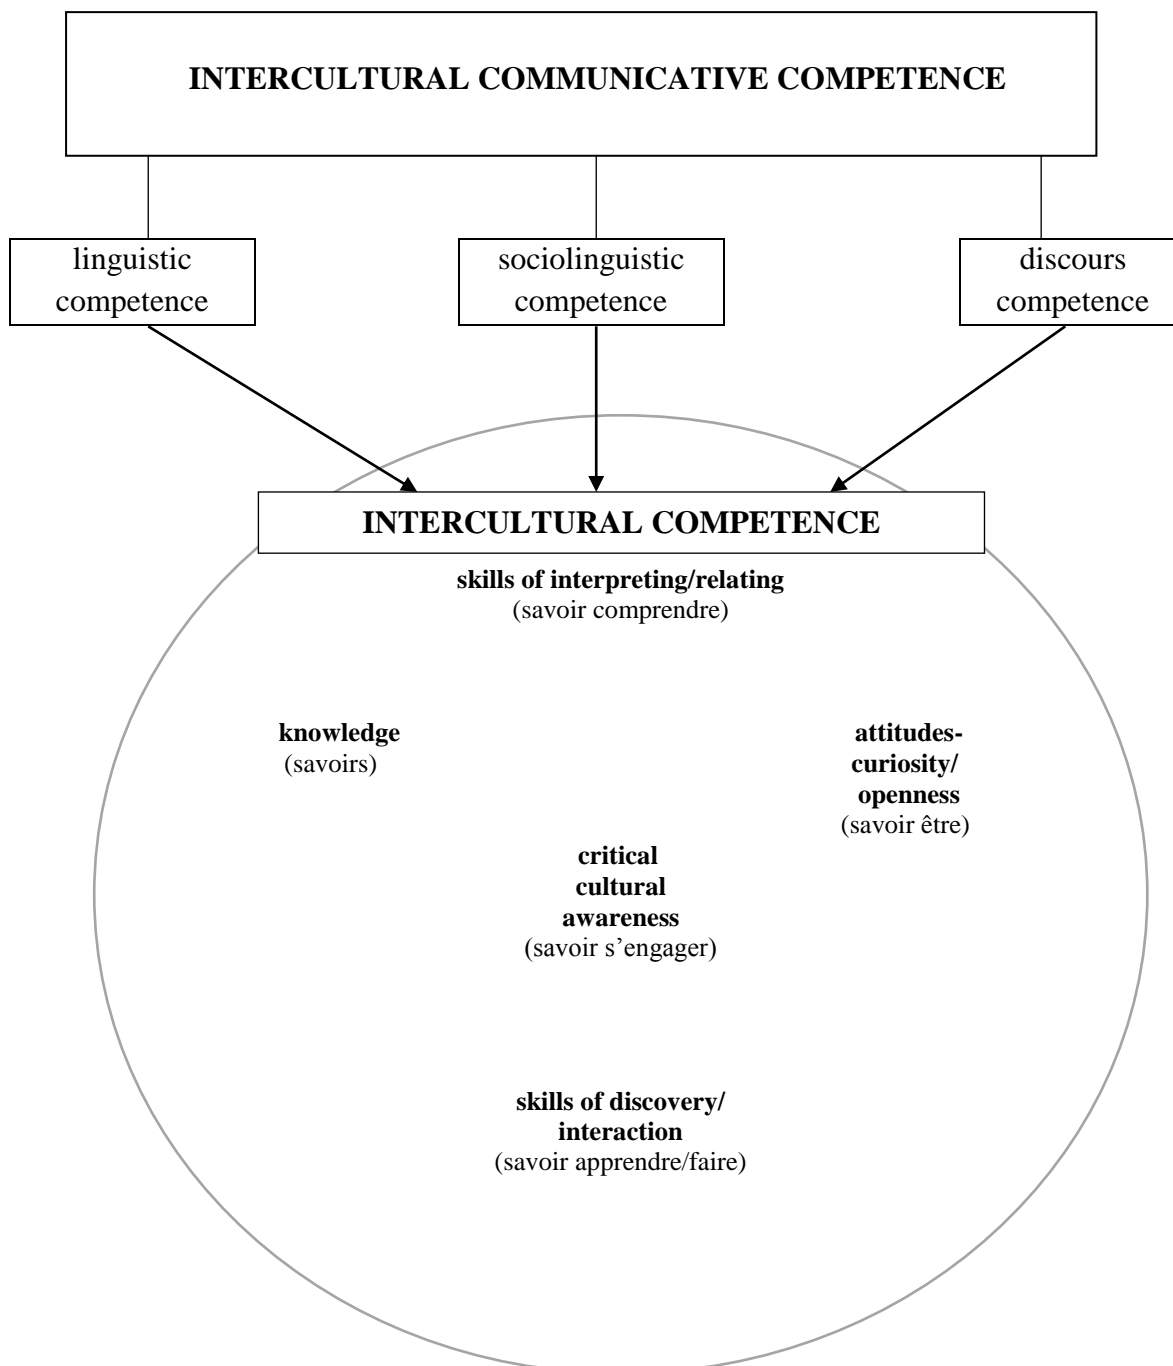 INTERCULTURAL COMMUNICATIVE COMPETENCE
linguistic
competence
sociolinguistic
competence
discours
competence
INTERCULTURAL COMPETENCE
skills of interpreting/relating
(savoir comprendre)
knowledge
(savoirs)
attitudes-
curiosity/
openness
(savoir être)
critical
cultural
awareness
(savoir s’engager)
skills of discovery/
interaction
(savoir apprendre/faire)